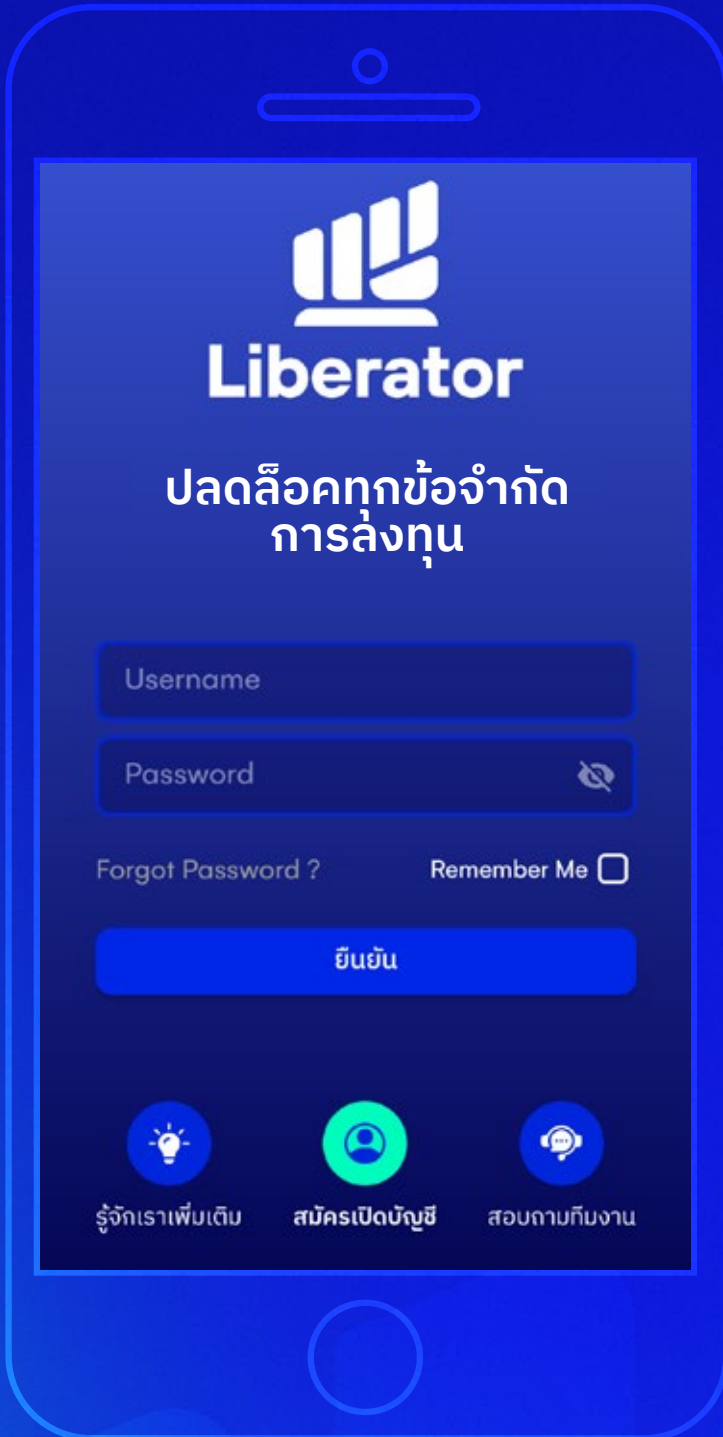 Liberator
ปลดล็อคทุกข้อจำกัด
การลงทุน
Username
Password
Forgot Password ?
Remember Me
ยืนยัน
รู้จักเราเพิ่มเติม
สมัครเปิดบัญชี
สอบถามทีมงาน